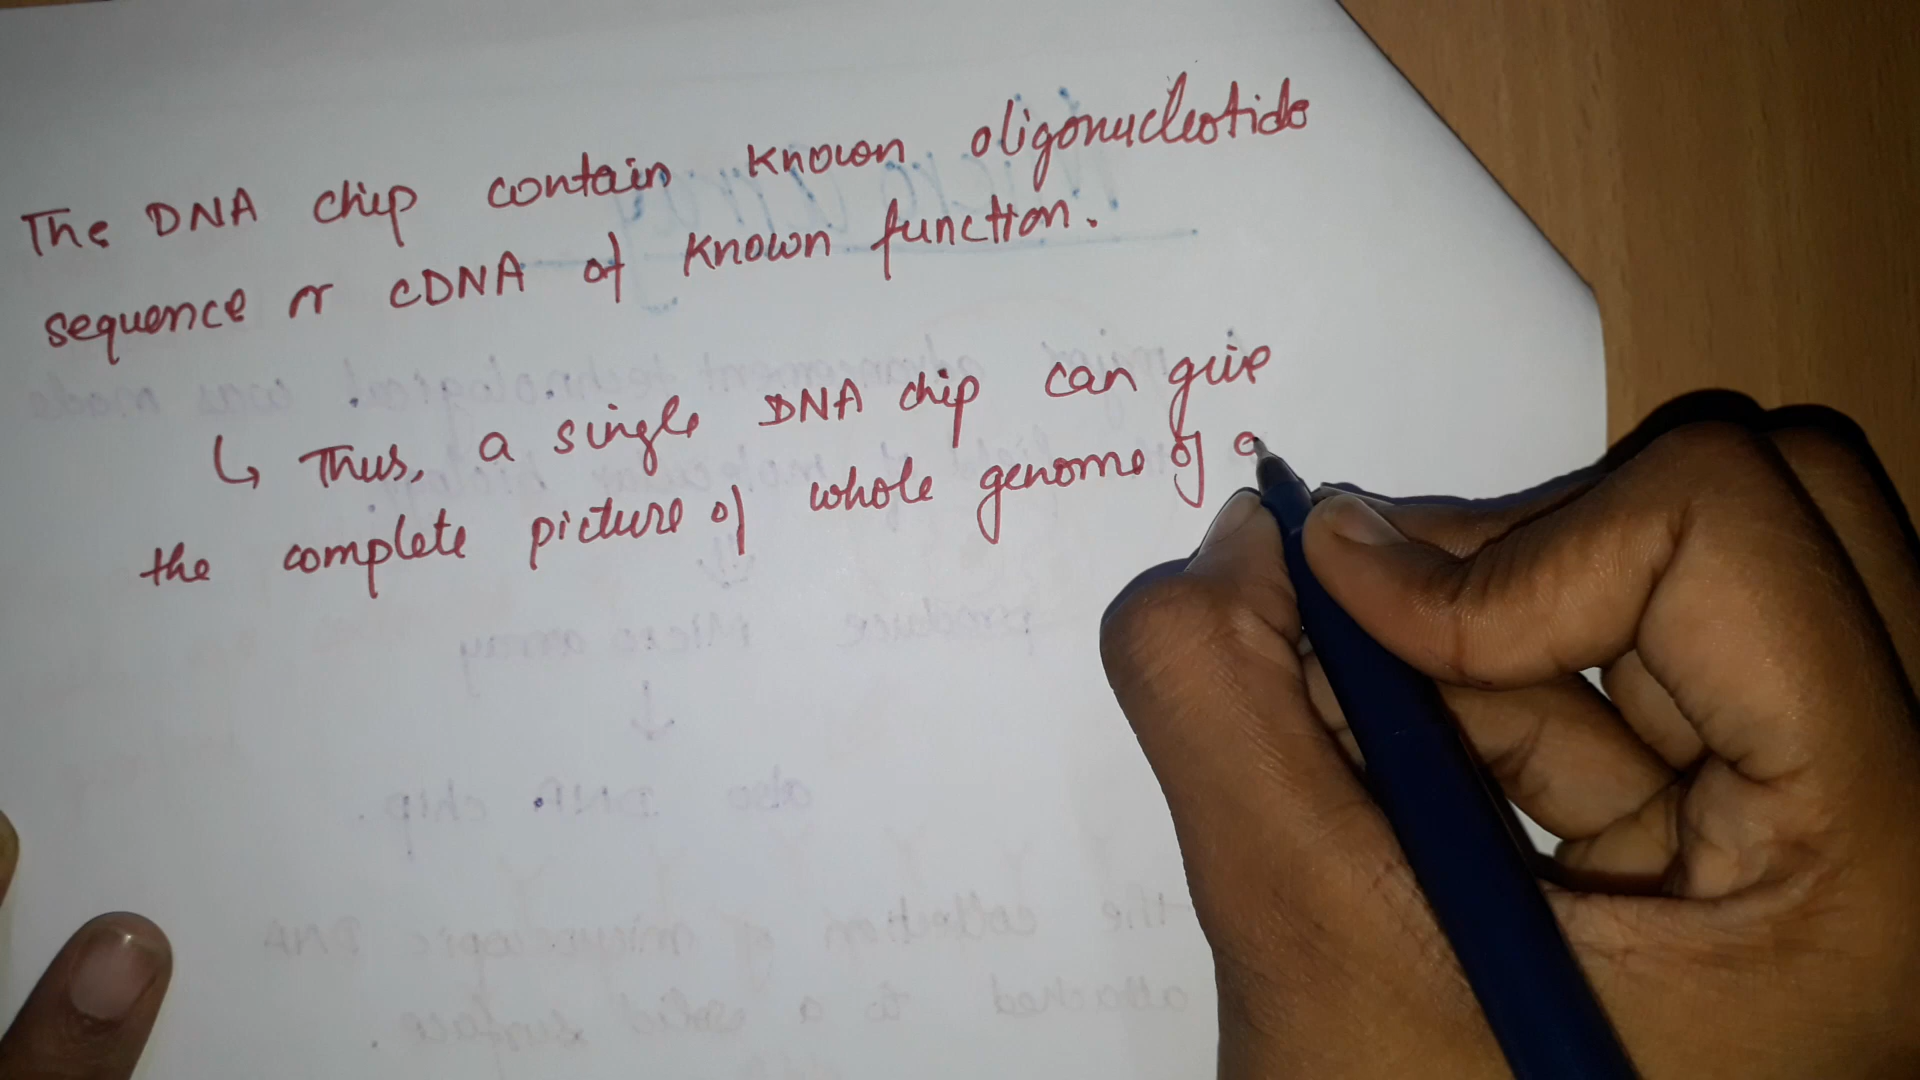 The DNA chip contain known oligonucleotide
sequence or cDNA of known function.
↳ Thus, a single DNA chip can give
the complete picture of whole genome of a